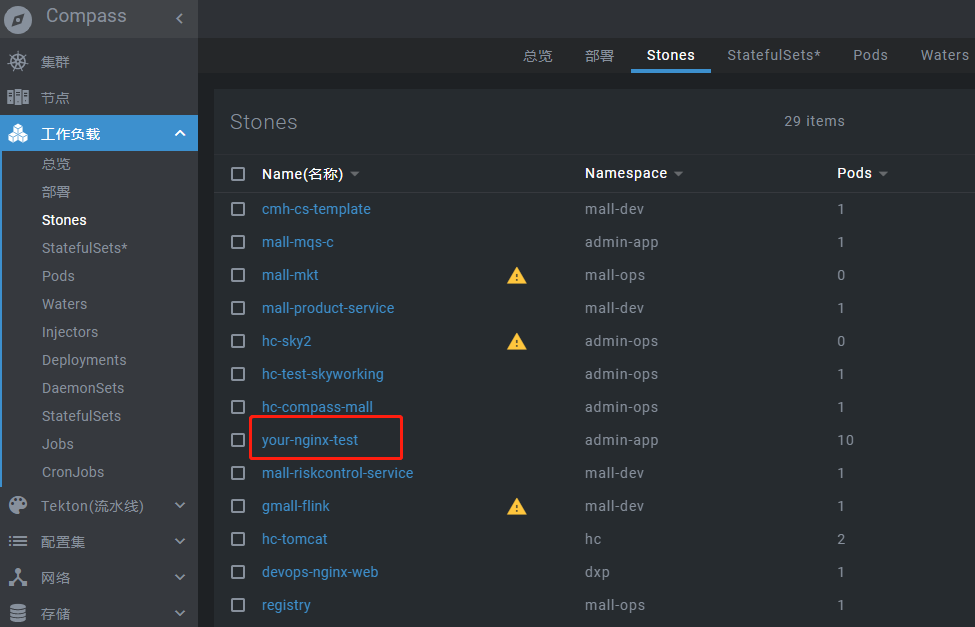 Compass
集群
节点
工作负载
总览
部署
Stones
StatefulSets*
Pods
Waters
Injectors
Deployments
DaemonSets
StatefulSets
Jobs
CronJobs
Tekton(流水线)
配置集
网络
存储
总览 部署 Stones StatefulSets* Pods Waters
Stones 29 items
Name(名称) Namespace Pods
cmh-cs-template mall-dev 1
mall-mqs-c admin-app 1
mall-mkt mall-ops 0
mall-product-service mall-dev 1
hc-sky2 admin-ops 0
hc-test-skyworking admin-ops 1
hc-compass-mall admin-ops 1
your-nginx-test admin-app 10
mall-riskcontrol-service mall-dev 1
gmall-flink mall-dev 1
hc-tomcat hc 2
devops-nginx-web dxp 1
registry mall-ops 1